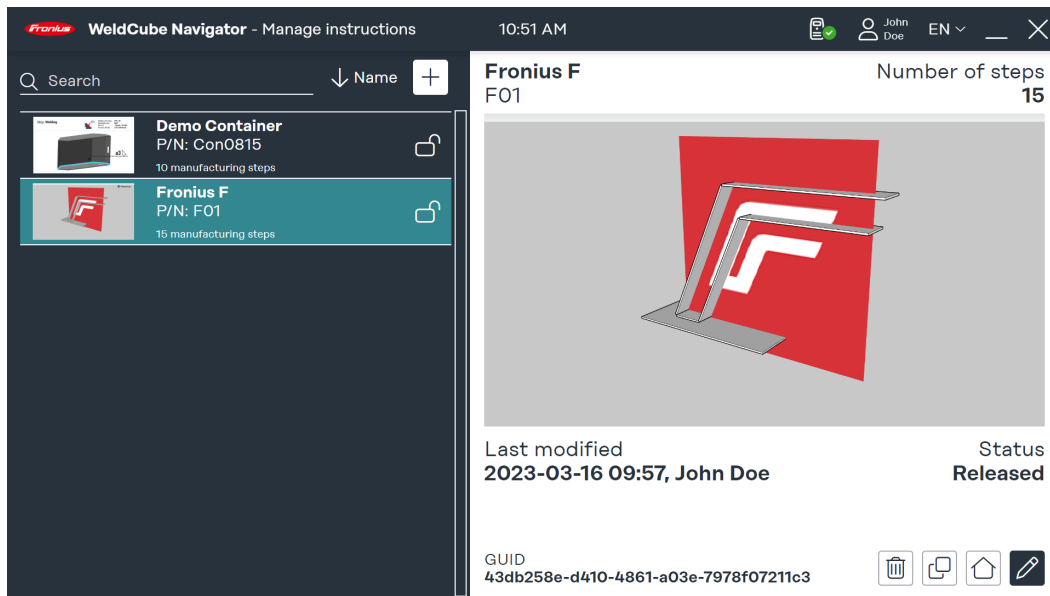 Fronius WeldCube Navigator - Manage instructions 10:51 AM John Doe EN
Search Name
Demo Container
P/N: Con0815
10 manufacturing steps
Fronius F
P/N: F01
15 manufacturing steps
Fronius F Number of steps
F01 15
Last modified Status
2023-03-16 09:57, John Doe Released
GUID
43db258e-d410-4861-a03e-7978f07211c3